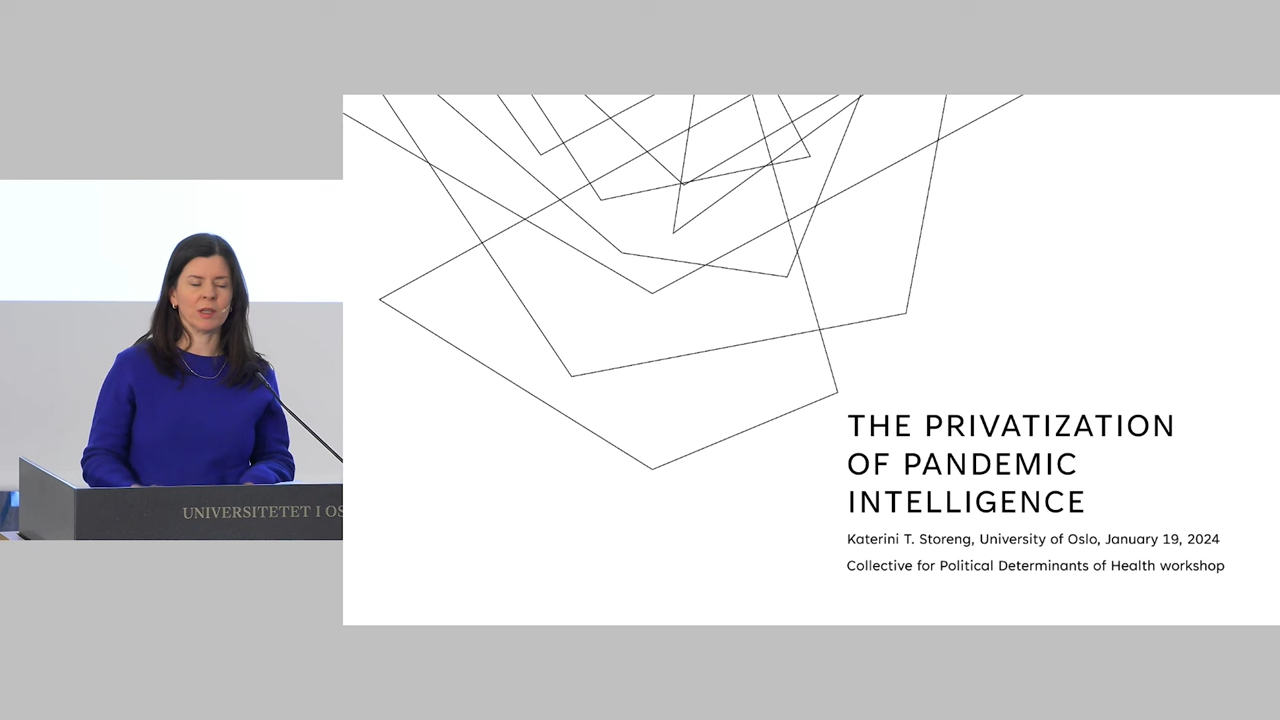 UNIVERSITETET I OS
THE PRIVATIZATION
OF PANDEMIC
INTELLIGENCE
Katerini T. Storeng, University of Oslo, January 19, 2024
Collective for Political Determinants of Health workshop